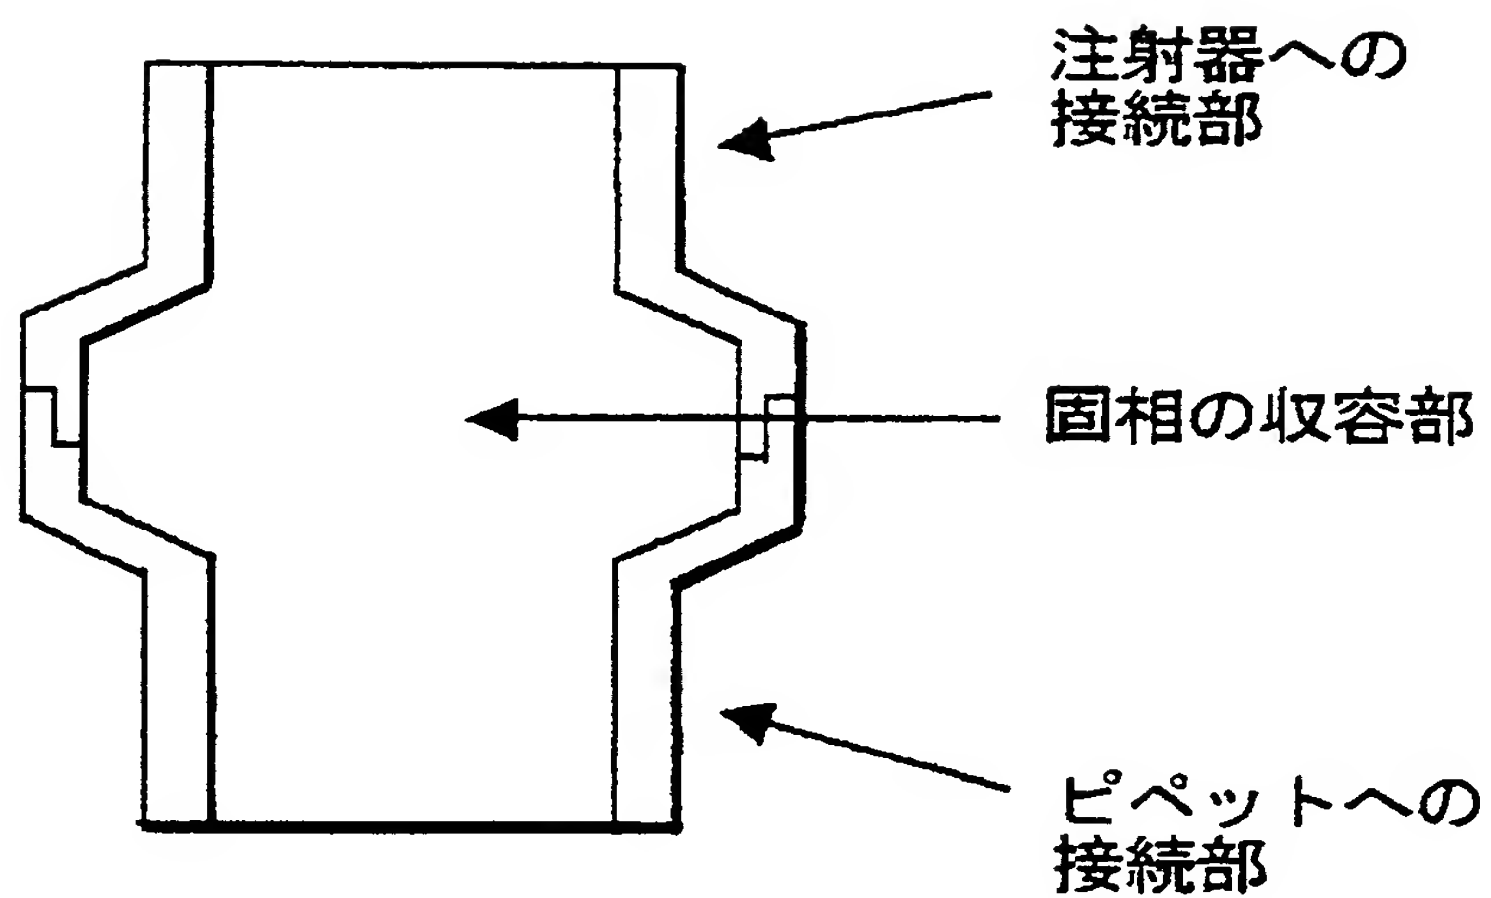 注射器への
接続部
固相の収容部
ピペットへの
接続部